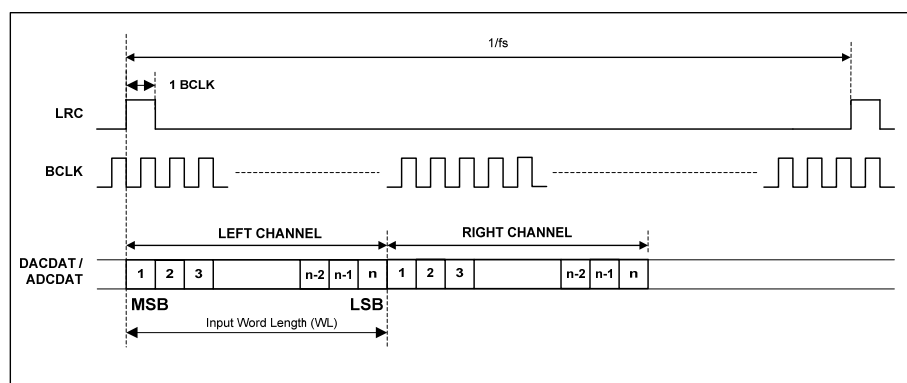 1/fs
1 BCLK
LRC
BCLK
LEFT CHANNEL RIGHT CHANNEL
DACDAT /
ADCDAT
1 2 3 n-2 n-1 n 1 2 3 n-2 n-1 n
MSB LSB
Input Word Length (WL)